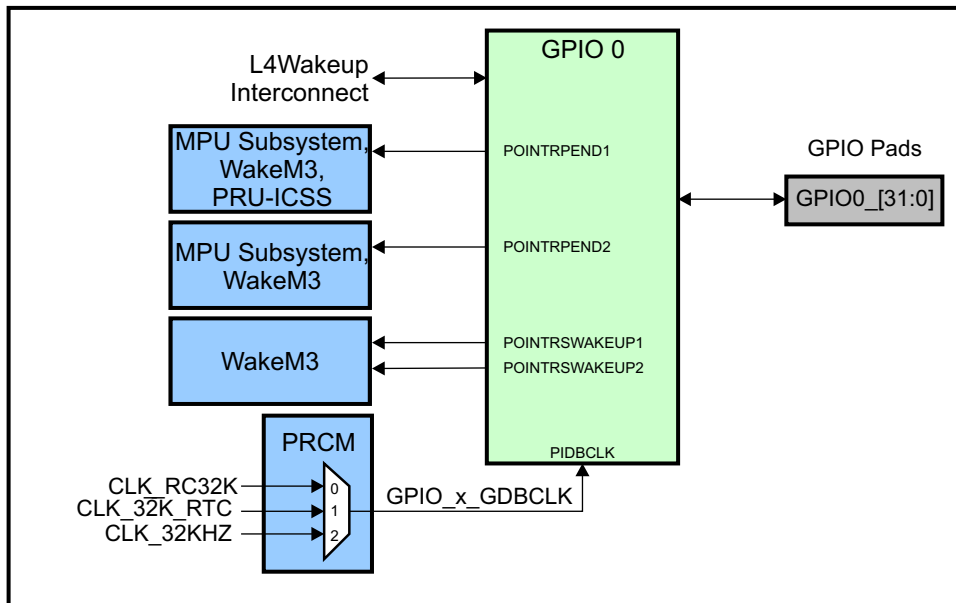 GPIO 0
L4Wakeup
Interconnect
MPU Subsystem,
WakeM3,
PRU-ICSS
POINTRPEND1
GPIO Pads
GPIO0_[31:0]
MPU Subsystem,
WakeM3
POINTRPEND2
WakeM3
POINTRSWAKEUP1
POINTRSWAKEUP2
PRCM
PIDBCLK
CLK_RC32K
0
CLK_32K_RTC
1
GPIO_x_GDBCLK
CLK_32KHZ
2